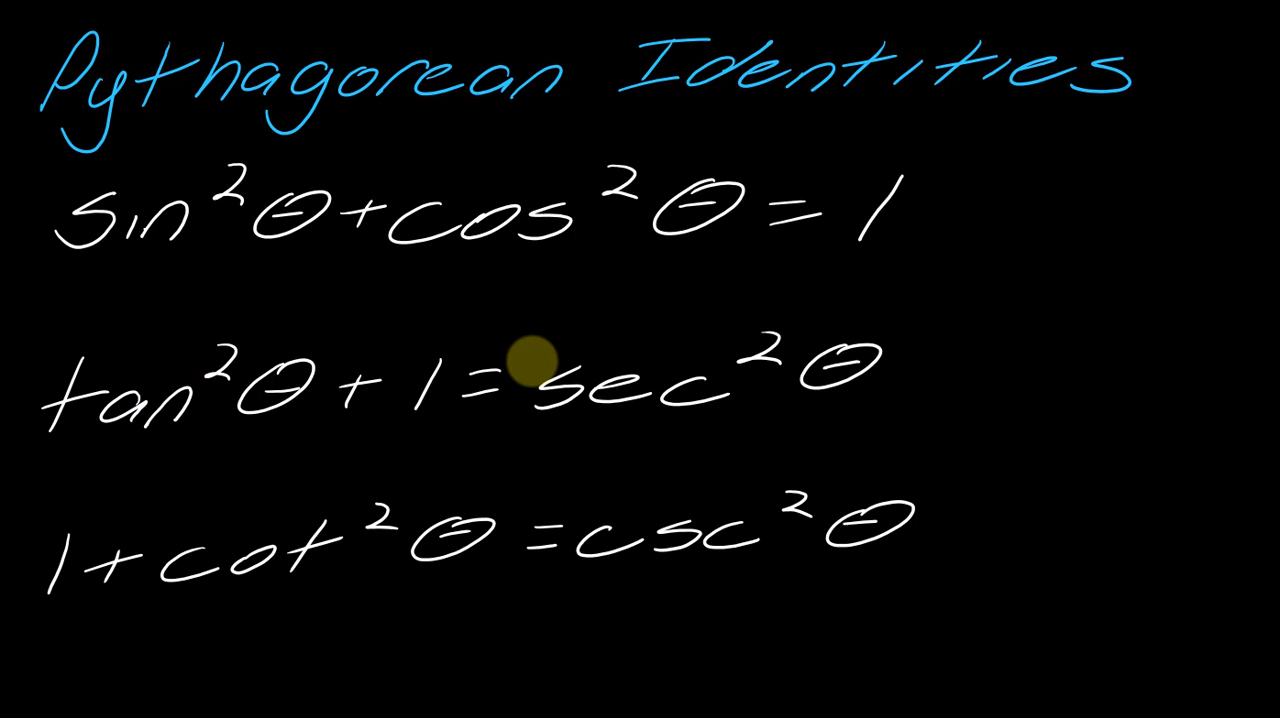 Pythagorean Identities
sin²θ+cos²θ=1
tan²θ+1=sec²θ
1+cot²θ=csc²θ